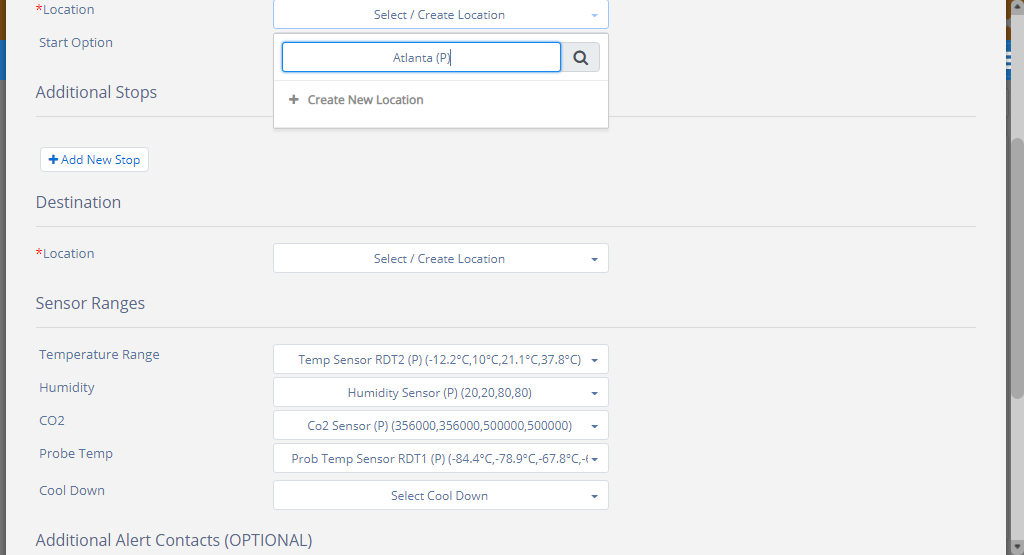 *Location
Select / Create Location
Start Option
Atlanta (P)
Additional Stops
Create New Location
Add New Stop
Destination
*Location
Select / Create Location
Sensor Ranges
Temperature Range
Temp Sensor RDT2 (P) (-12.2°C,10°C,21.1°C,37.8°C)
Humidity
Humidity Sensor (P) (20,20,80,80)
CO2
Co2 Sensor (P) (356000,356000,500000,500000)
Probe Temp
Prob Temp Sensor RDT1 (P) (-84.4°C,-78.9°C,-67.8°C,-
Cool Down
Select Cool Down
Additional Alert Contacts (OPTIONAL)